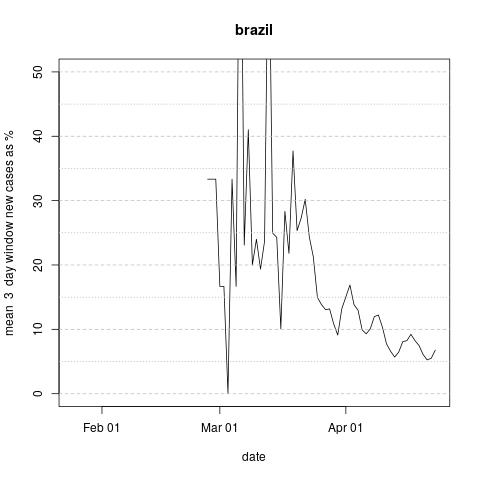 brazil
mean 3 day window new cases as %
50
40
30
20
10
0
Feb 01
Mar 01
Apr 01
date